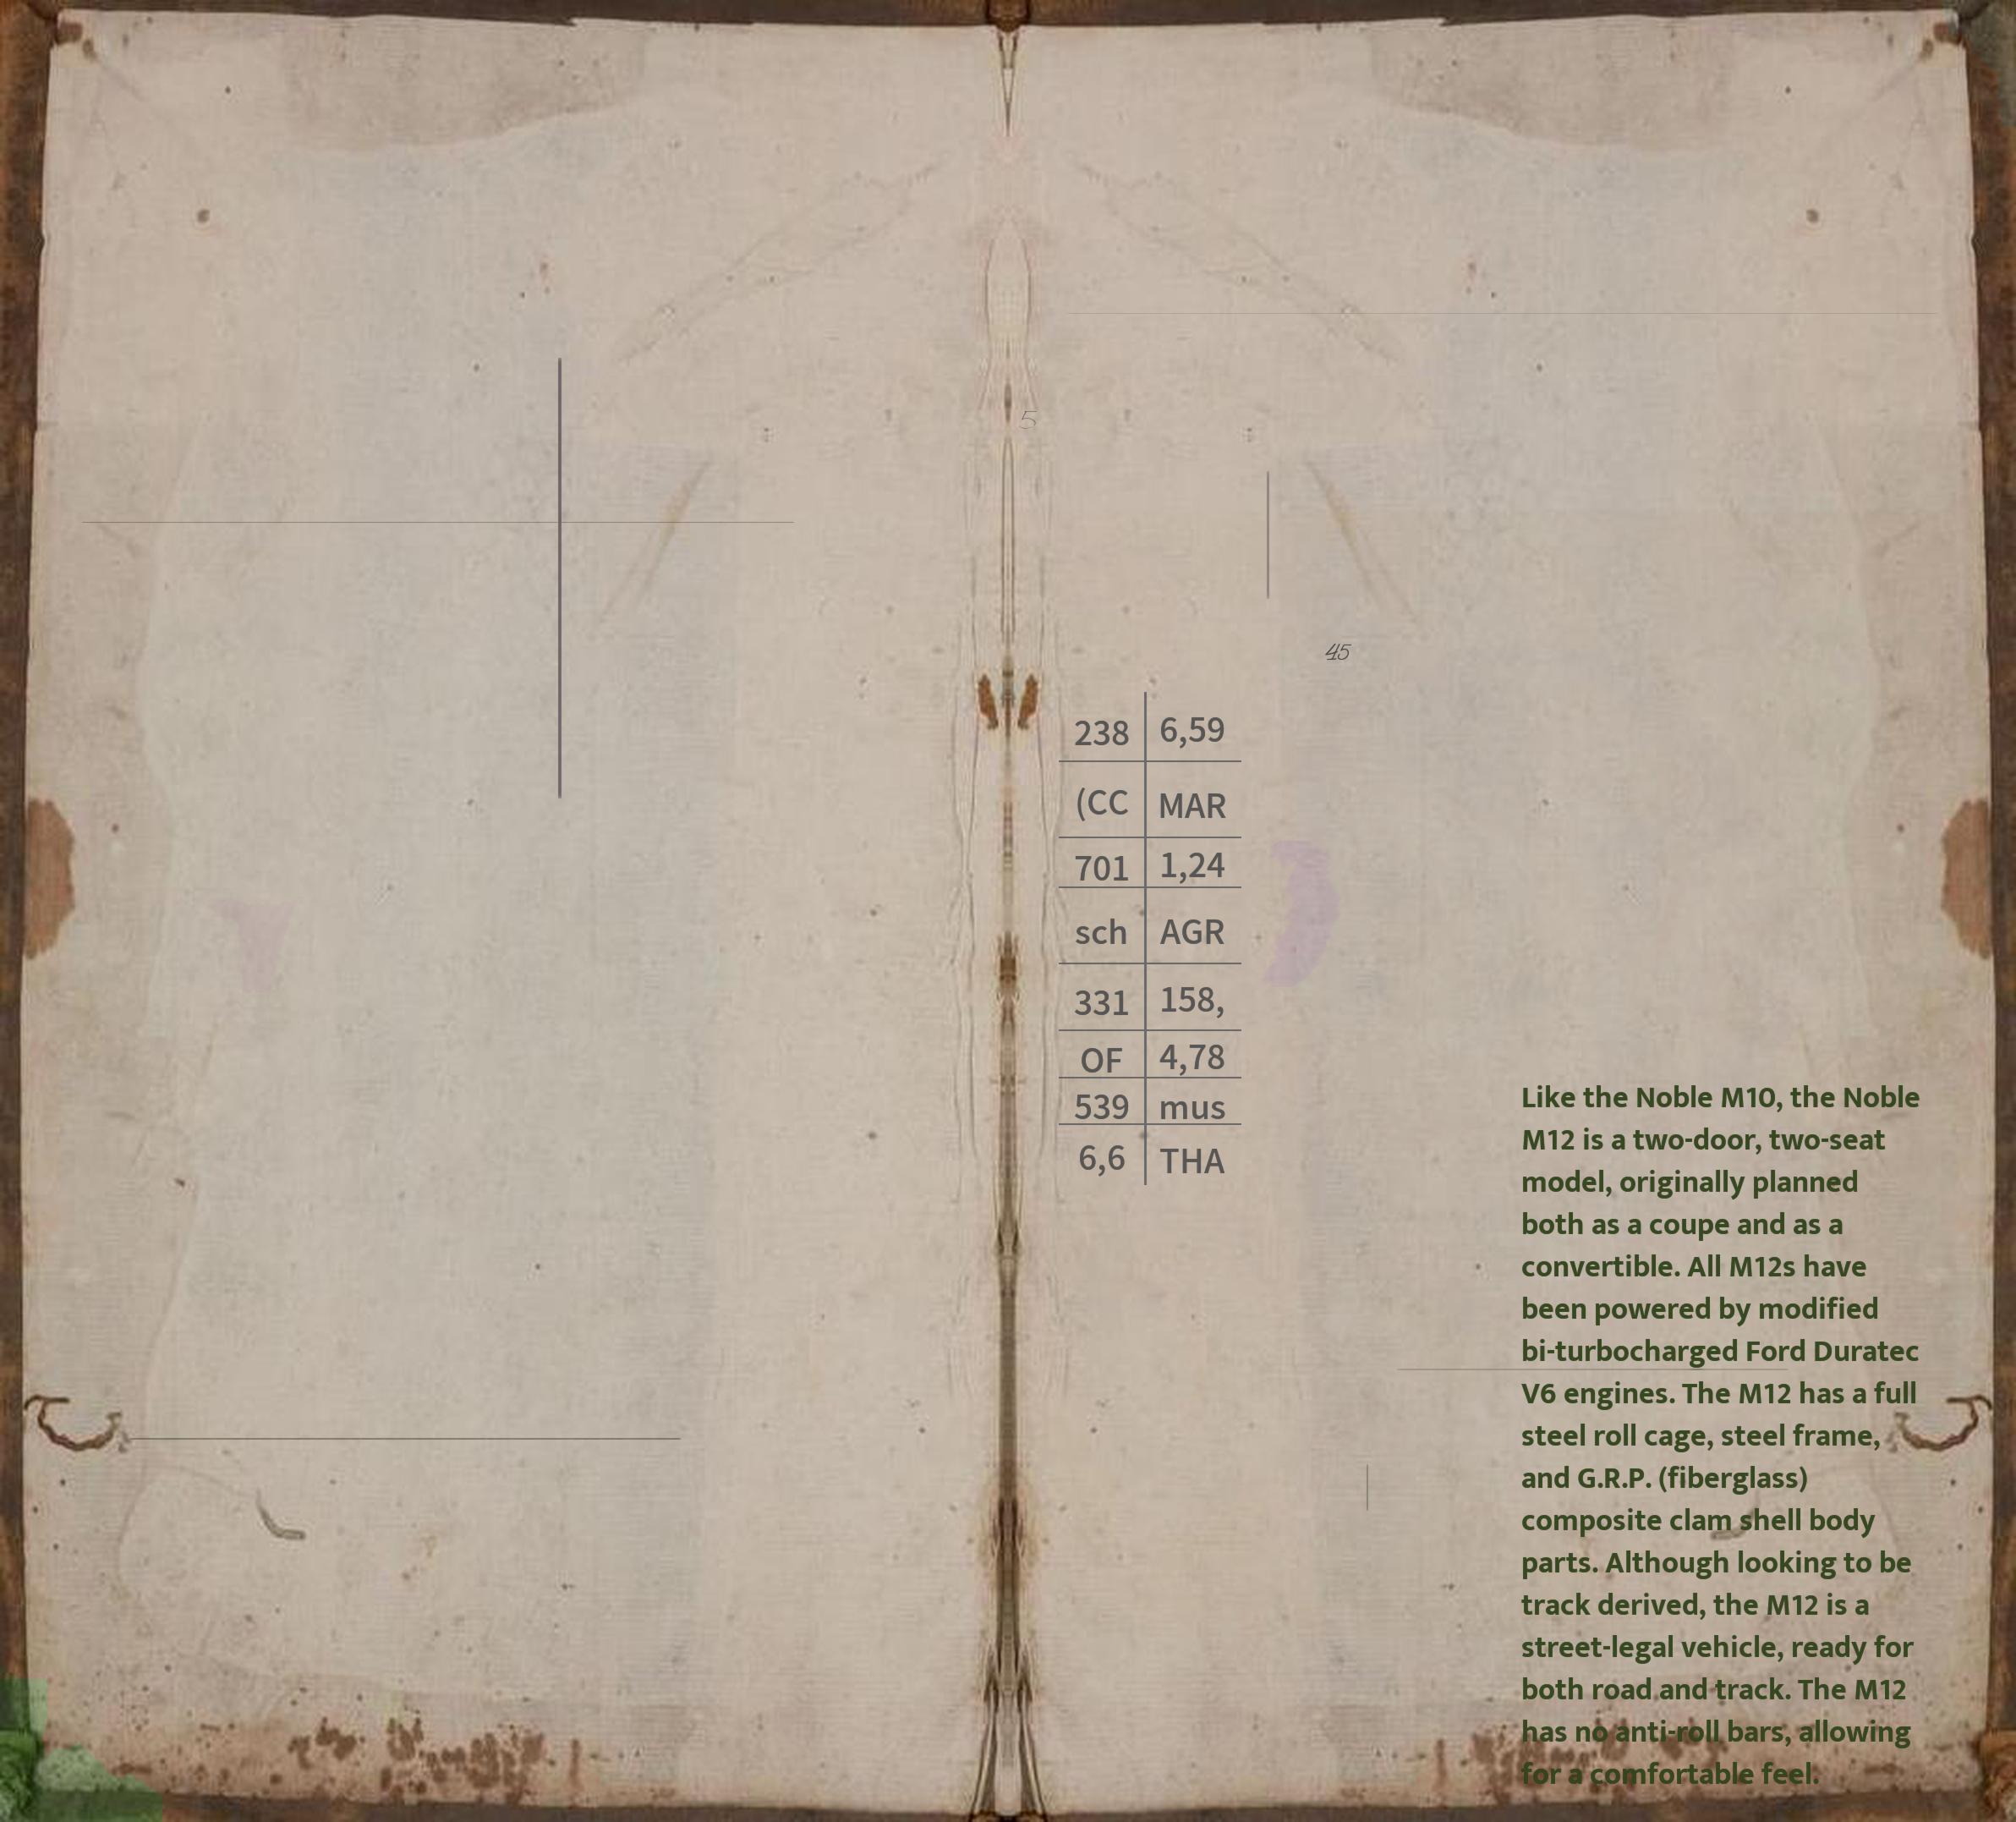 5
45
238 6,59
(CC MAR
701 1,24
sch AGR
331 158,
OF 4,78
539 mus
6,6 THA
Like the Noble M10, the Noble
M12 is a two-door, two-seat
model, originally planned
both as a coupe and as a
convertible. All M12s have
been powered by modified
bi-turbocharged Ford Duratec
V6 engines. The M12 has a full
steel roll cage, steel frame,
and G.R.P. (fiberglass)
composite clam shell body
parts. Although looking to be
track derived, the M12 is a
street-legal vehicle, ready for
both road and track. The M12
has no anti-roll bars, allowing
for a comfortable feel.